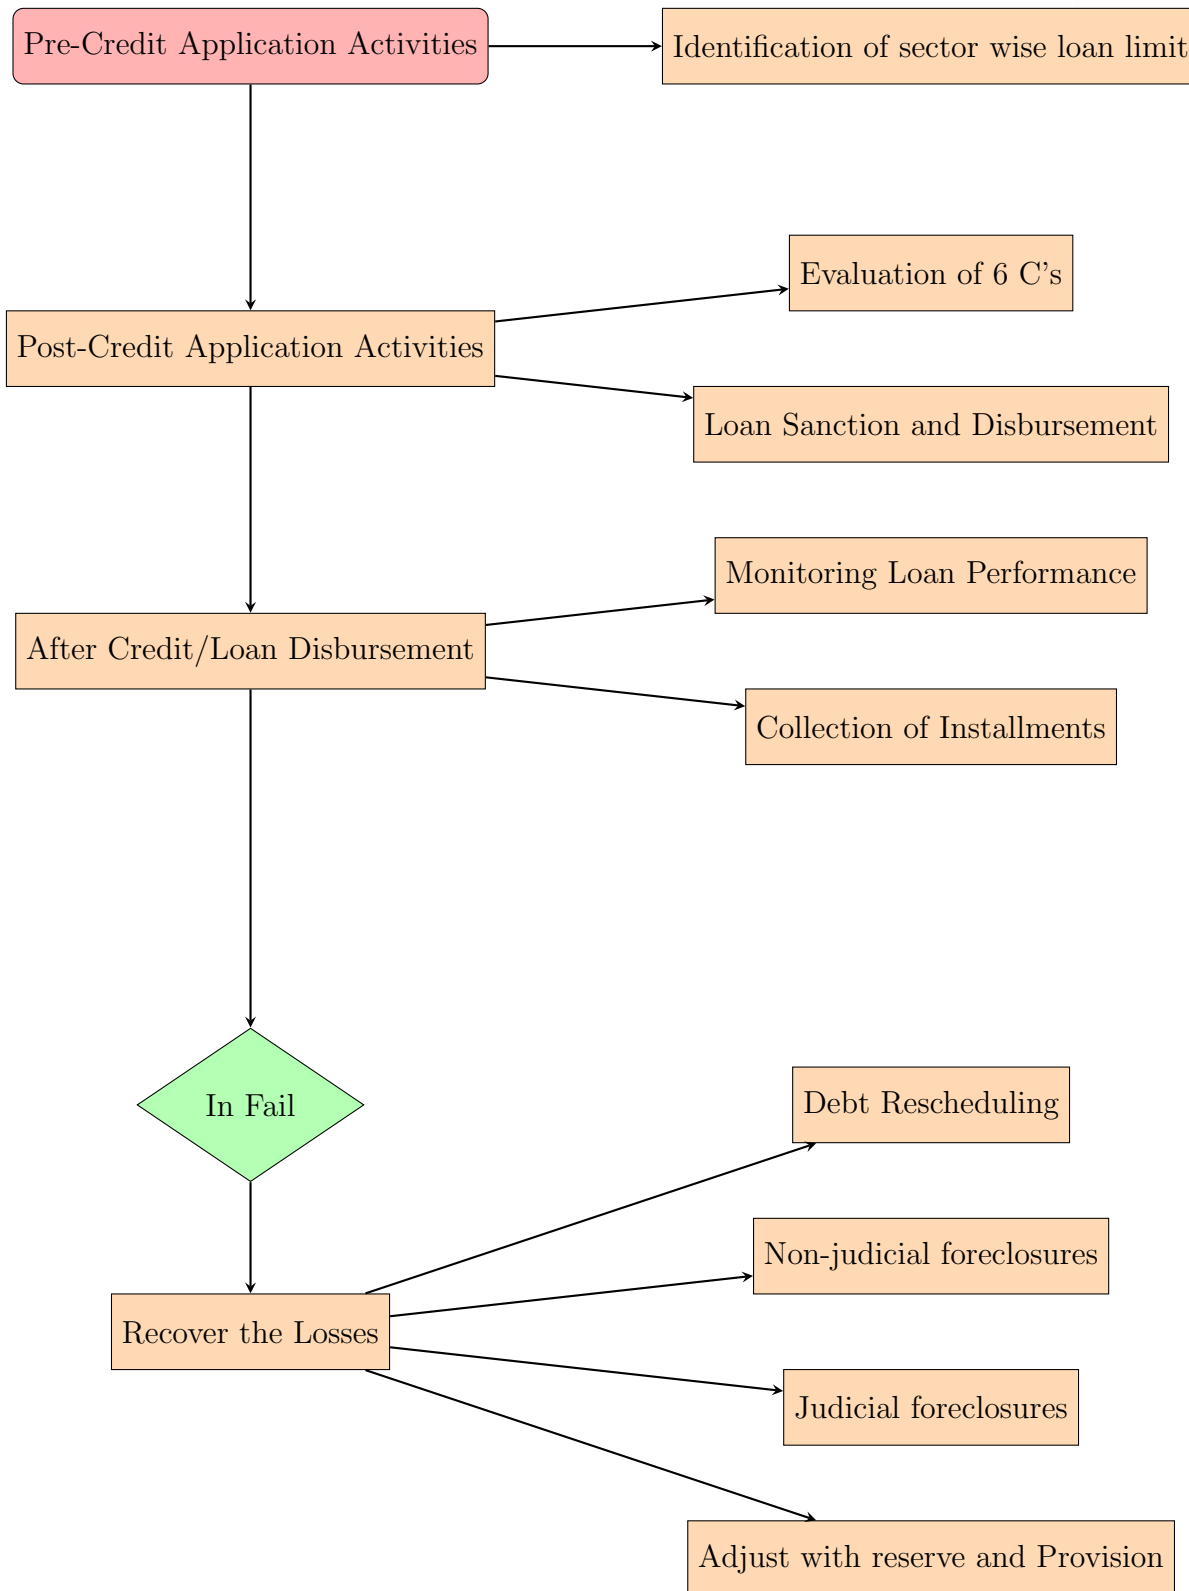 Pre-Credit Application Activities
Identification of sector wise loan limit
Evaluation of 6 C's
Post-Credit Application Activities
Loan Sanction and Disbursement
Monitoring Loan Performance
After Credit/Loan Disbursement
Collection of Installments
In Fail
Debt Rescheduling
Non-judicial foreclosures
Recover the Losses
Judicial foreclosures
Adjust with reserve and Provision